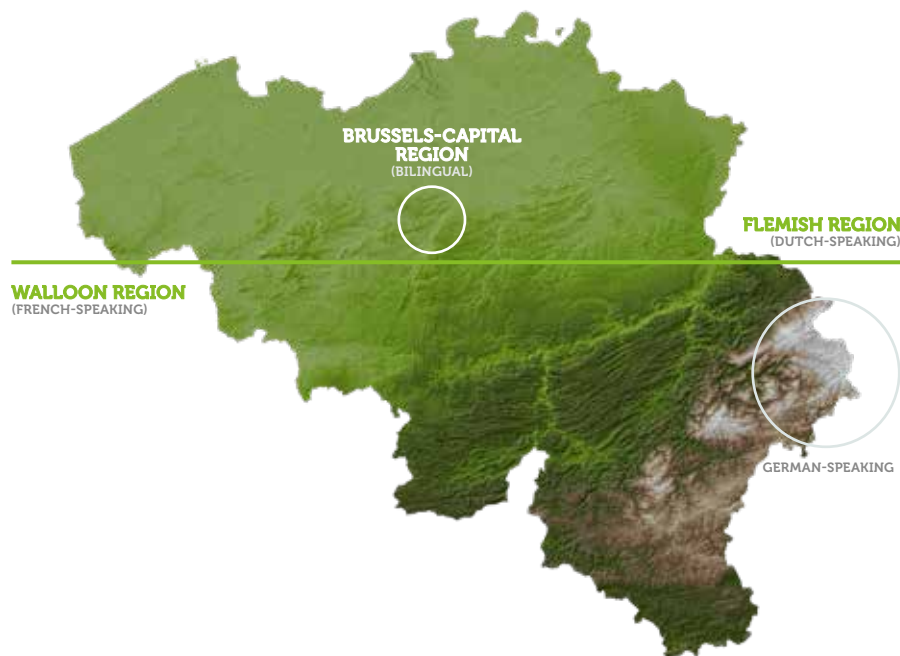 BRUSSELS-CAPITAL
REGION
(BILINGUAL)
FLEMISH REGION
(DUTCH-SPEAKING)
WALLOON REGION
(FRENCH-SPEAKING)
GERMAN-SPEAKING